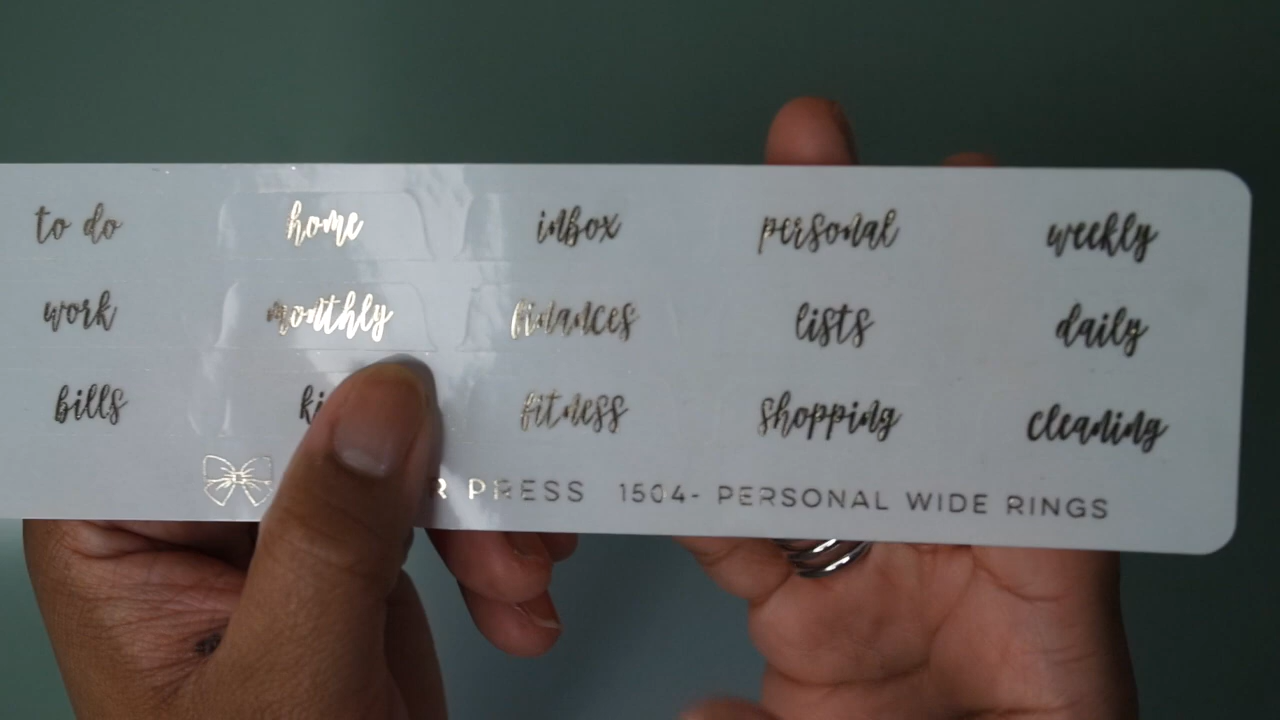 to do home inbox personal weekly
work monthly finances lists daily
bills fitness shopping cleaning
PRESS 1504- PERSONAL WIDE RINGS